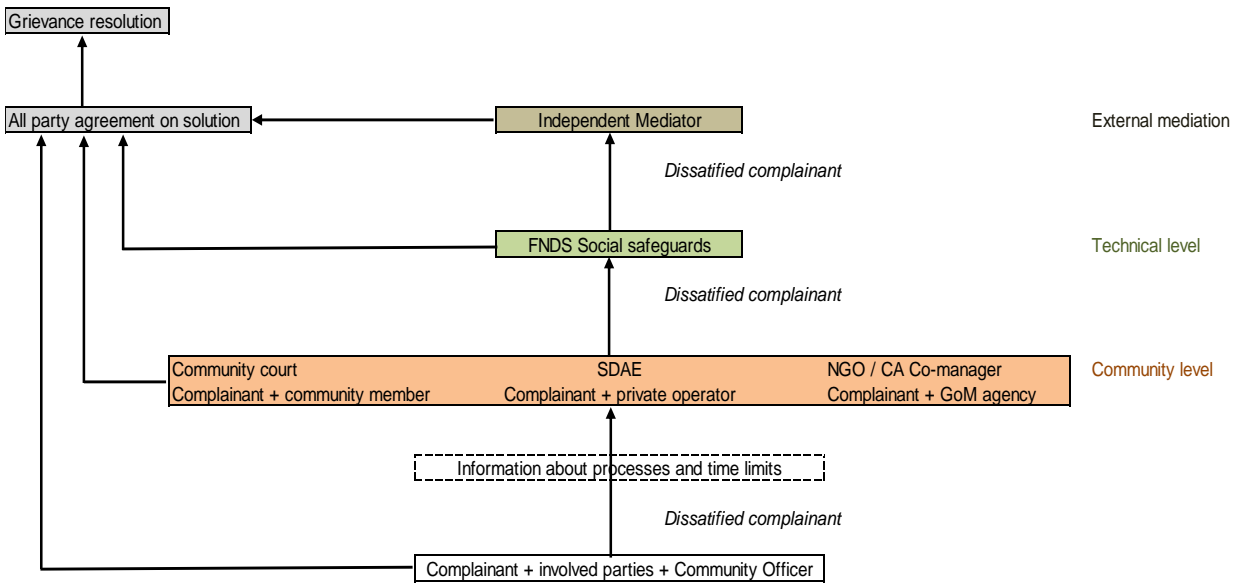 Grievance resolution
All party agreement on solution
Independent Mediator
External mediation
Dissatified complainant
FNDS Social safeguards
Technical level
Dissatified complainant
Community court
SDAE
NGO / CA Co-manager
Community level
Complainant + community member
Complainant + private operator
Complainant + GoM agency
Information about processes and time limits
Dissatified complainant
Complainant + involved parties + Community Officer